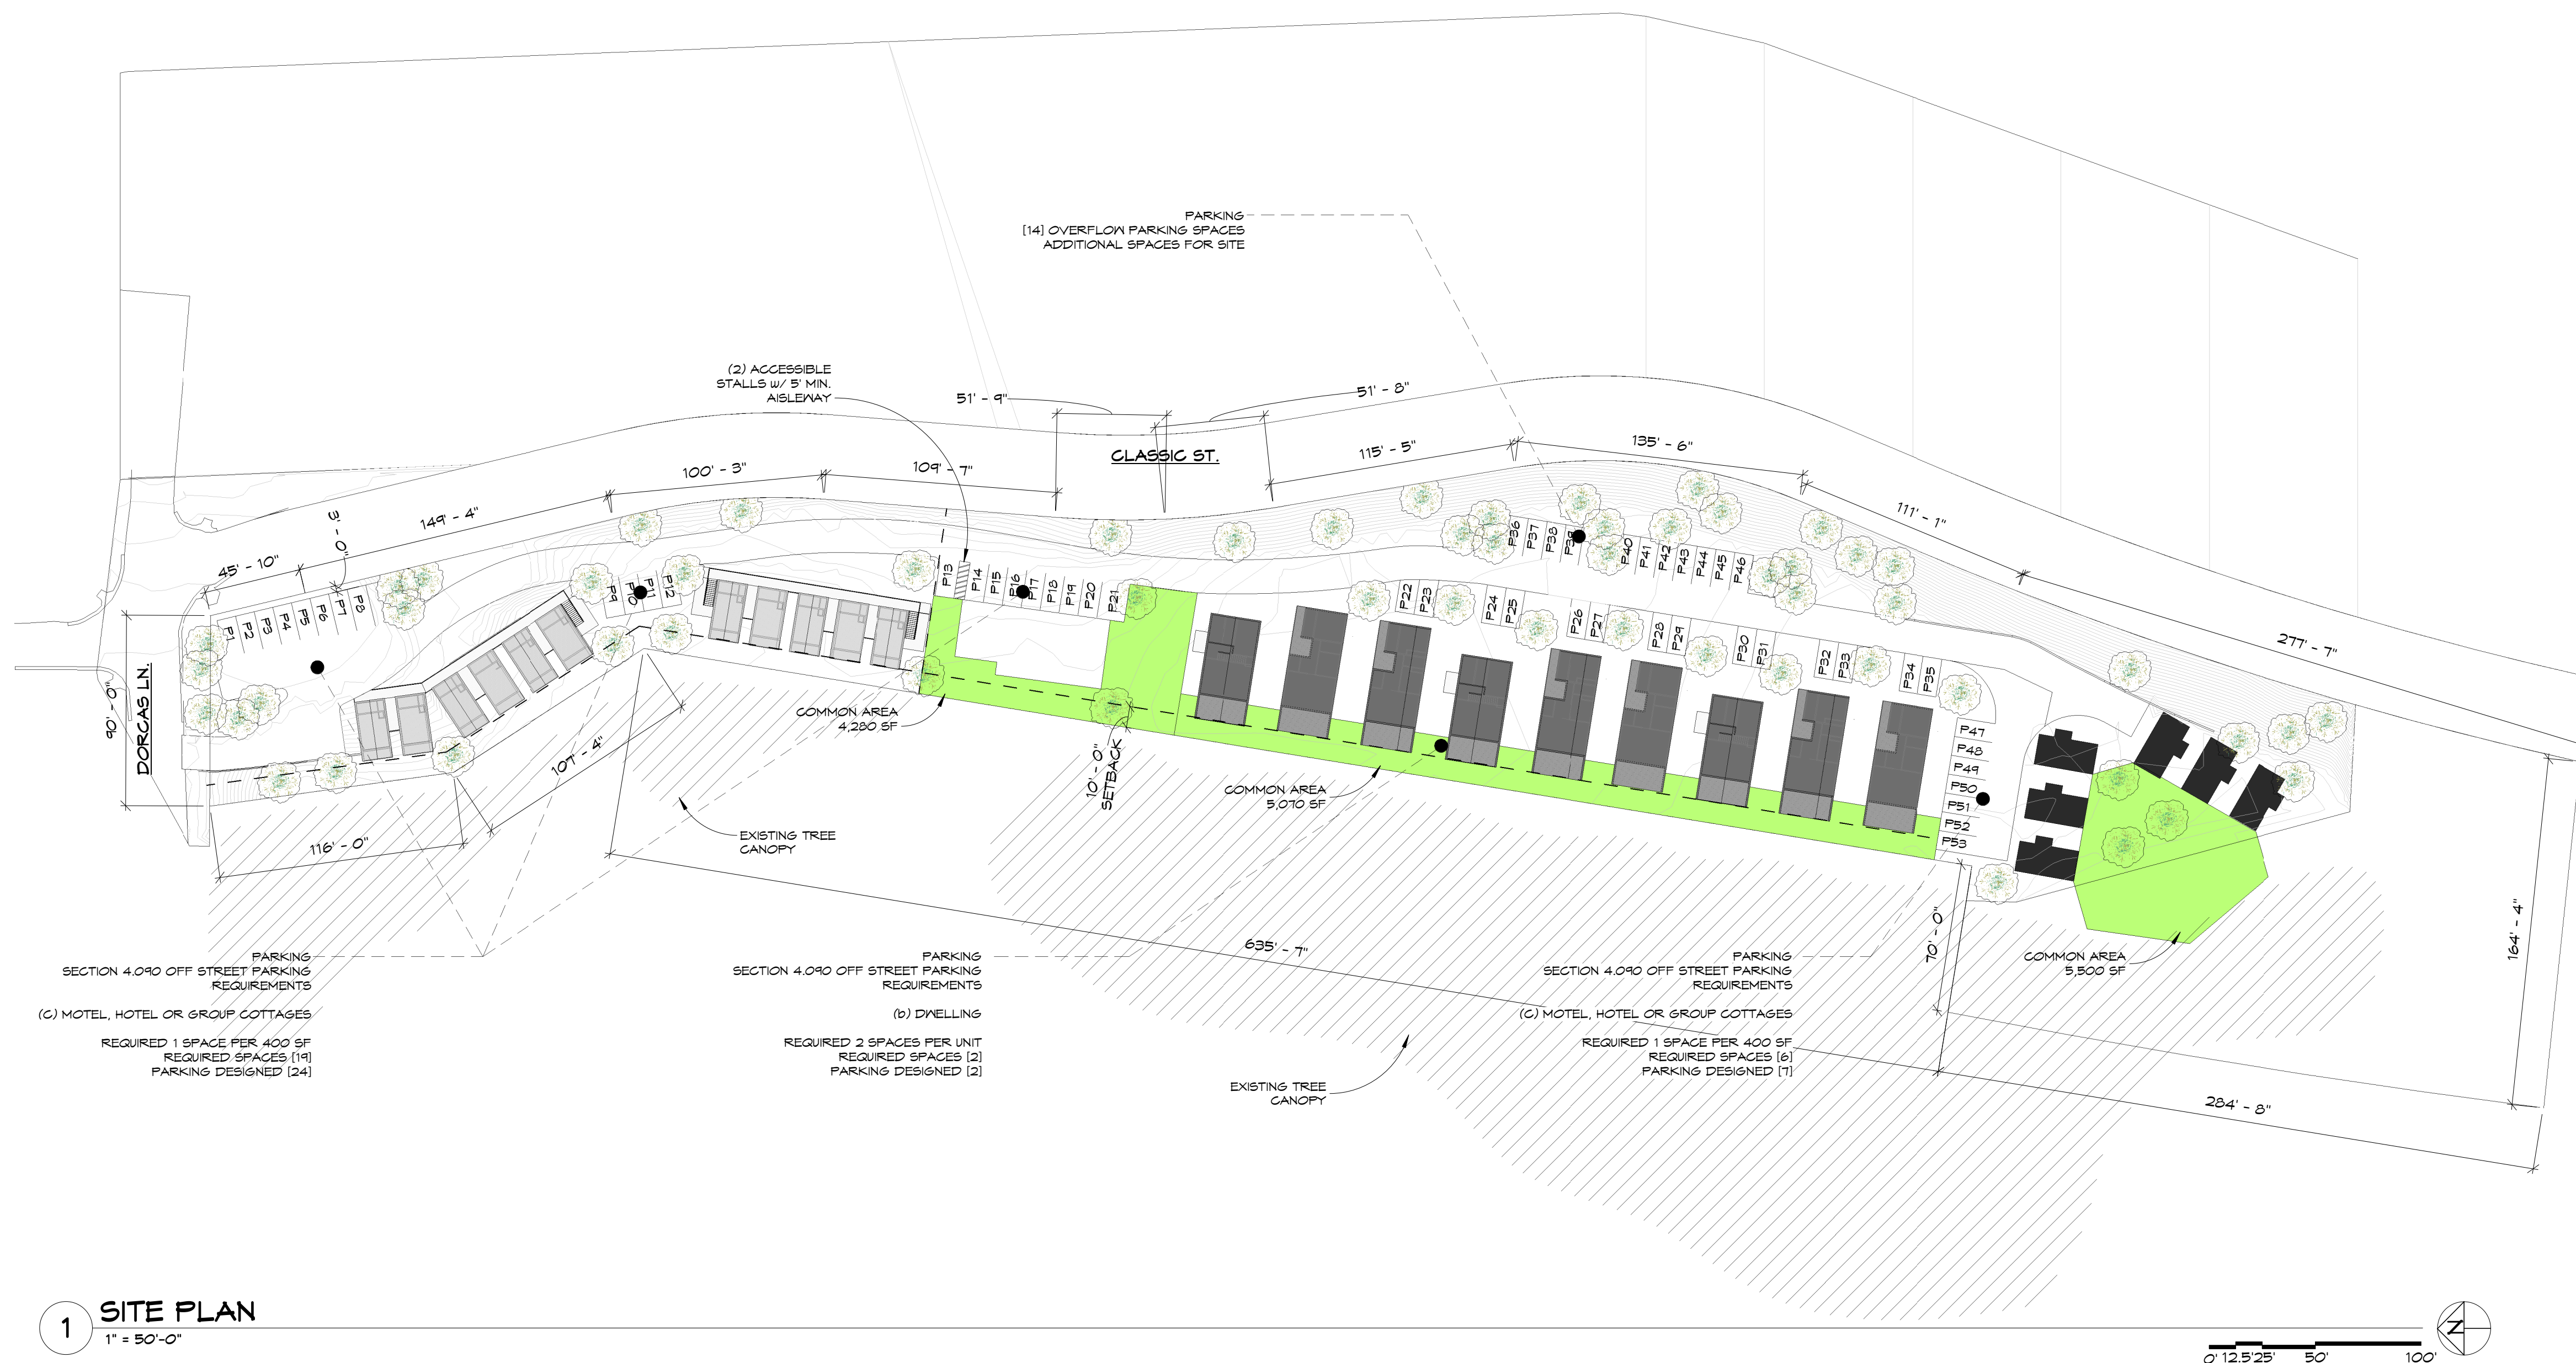 PARKING
[14] OVERFLOW PARKING SPACES
ADDITIONAL SPACES FOR SITE
(2) ACCESSIBLE
STALLS W/ 5' MIN.
AISLEWAY
51' - 9"
51' - 8"
CLASSIC ST.
115' - 5"
135' - 6"
111' - 1"
277' - 7"
109' - 7"
100' - 3"
149' - 4"
3' - 0"
45' - 10"
90' - 0"
DORCAS LN.
P1
P2
P3
P4
P5
P6
P7
P8
P9
P10
P11
P12
P13
P14
P15
P16
P17
P18
P19
P20
P21
P22
P23
P24
P25
P26
P27
P28
P29
P30
P31
P32
P33
P34
P35
P36
P37
P38
P39
P40
P41
P42
P43
P44
P45
P46
P47
P48
P49
P50
P51
P52
P53
COMMON AREA
4,280 SF
10' - 0"
SETBACK
COMMON AREA
5,070 SF
107' - 4"
116' - 0"
EXISTING TREE
CANOPY
635' - 7"
70' - 0"
COMMON AREA
5,500 SF
164' - 4"
284' - 8"
PARKING
SECTION 4.090 OFF STREET PARKING
REQUIREMENTS
(C) MOTEL, HOTEL OR GROUP COTTAGES
REQUIRED 1 SPACE PER 400 SF
REQUIRED SPACES [19]
PARKING DESIGNED [24]
PARKING
SECTION 4.090 OFF STREET PARKING
REQUIREMENTS
(b) DWELLING
REQUIRED 2 SPACES PER UNIT
REQUIRED SPACES [2]
PARKING DESIGNED [2]
PARKING
SECTION 4.090 OFF STREET PARKING
REQUIREMENTS
(C) MOTEL, HOTEL OR GROUP COTTAGES
REQUIRED 1 SPACE PER 400 SF
REQUIRED SPACES [6]
PARKING DESIGNED [7]
EXISTING TREE
CANOPY
1
SITE PLAN
1" = 50'-0"
0' 12.5' 25' 50' 100'
N